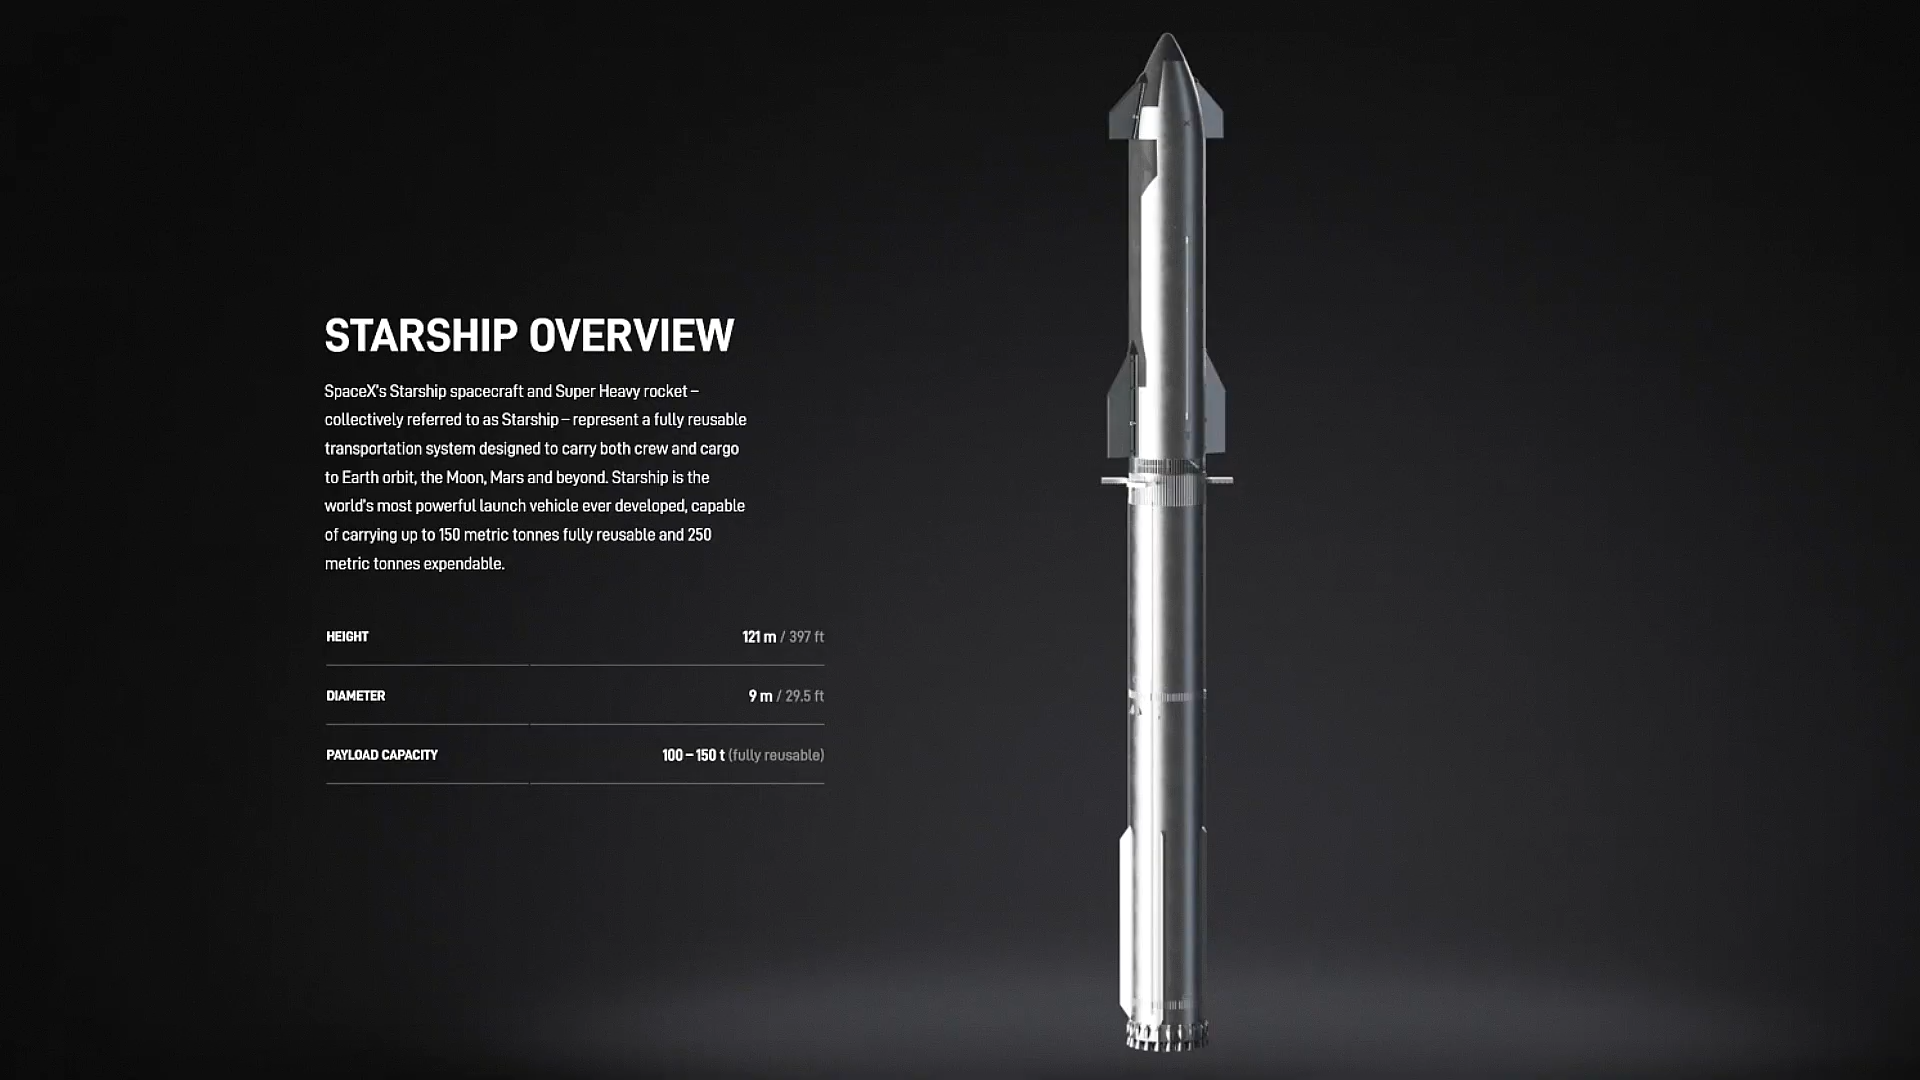 STARSHIP OVERVIEW
SpaceX's Starship spacecraft and Super Heavy rocket –
collectively referred to as Starship – represent a fully reusable
transportation system designed to carry both crew and cargo
to Earth orbit, the Moon, Mars and beyond. Starship is the
world's most powerful launch vehicle ever developed, capable
of carrying up to 150 metric tonnes fully reusable and 250
metric tonnes expendable.
HEIGHT 121 m / 397 ft
DIAMETER 9 m / 29.5 ft
PAYLOAD CAPACITY 100 – 150 t (fully reusable)